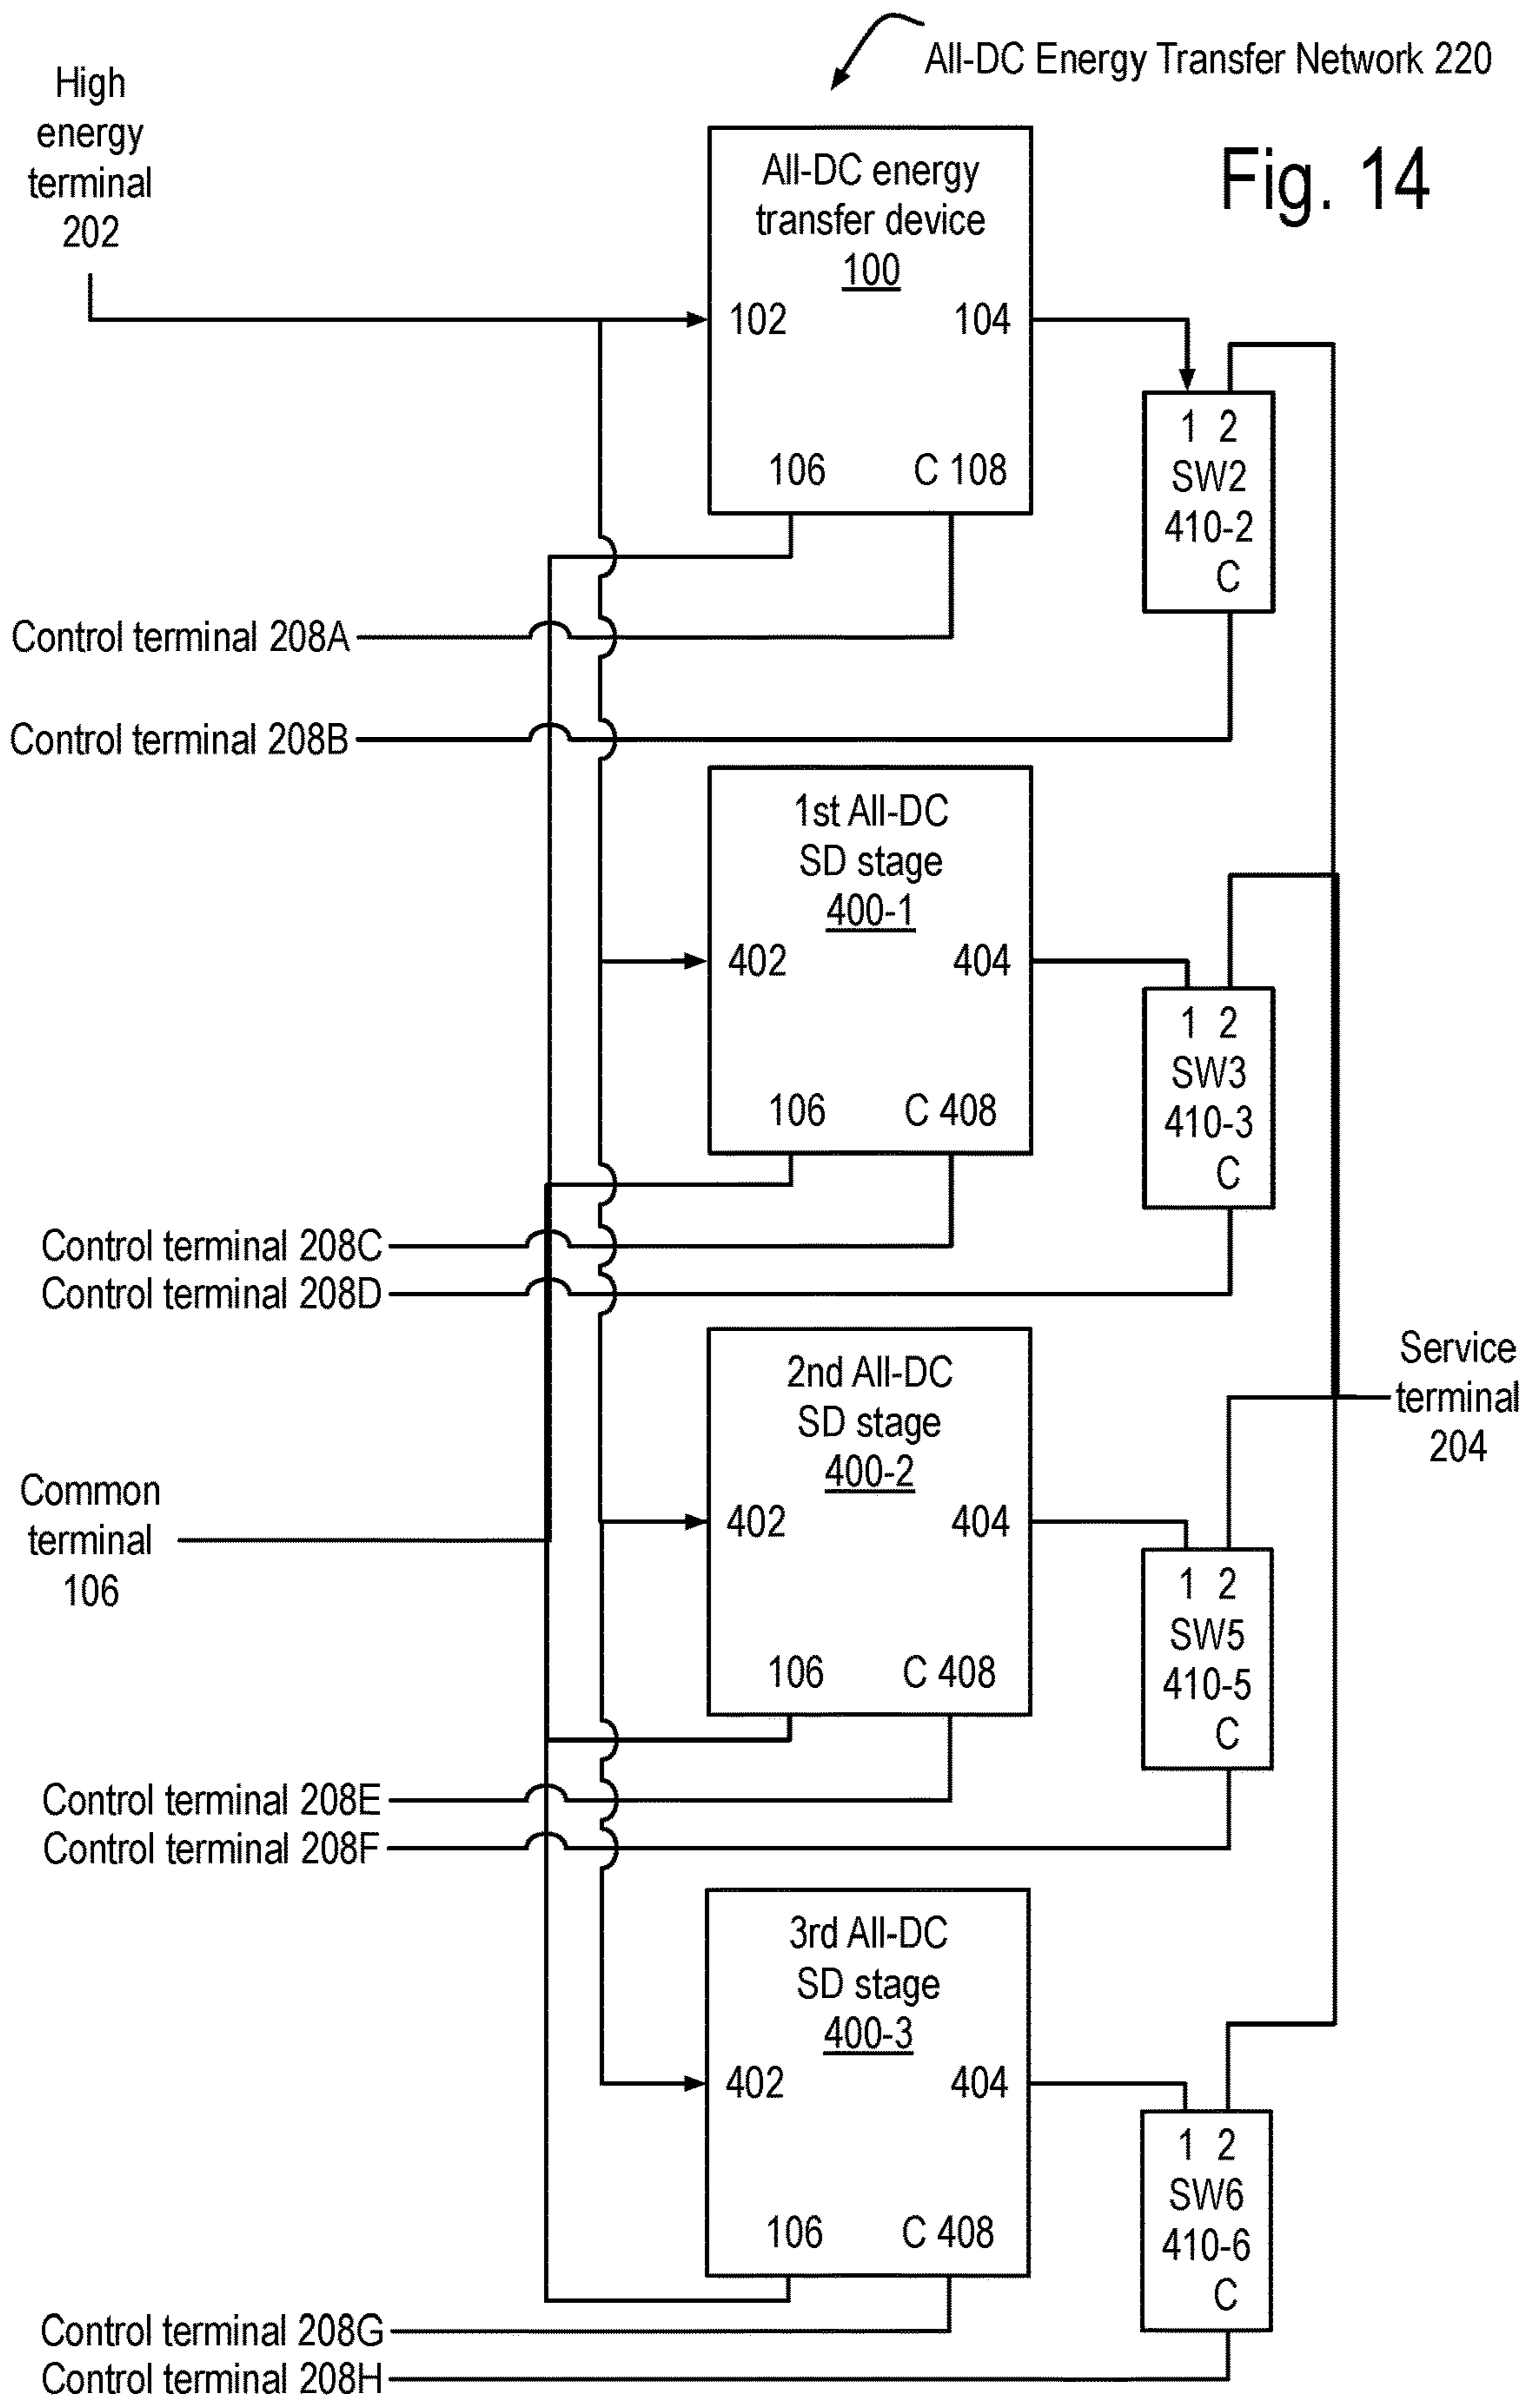 All-DC Energy Transfer Network 220
Fig. 14
High
energy
terminal
202
All-DC energy
transfer device
100
102 104
106 C 108
1 2
SW2
410-2
C
Control terminal 208A
Control terminal 208B
1st All-DC
SD stage
400-1
402 404
106 C 408
1 2
SW3
410-3
C
Control terminal 208C
Control terminal 208D
2nd All-DC
SD stage
400-2
402 404
106 C 408
Service
terminal
204
Common
terminal
106
1 2
SW5
410-5
C
Control terminal 208E
Control terminal 208F
3rd All-DC
SD stage
400-3
402 404
106 C 408
1 2
SW6
410-6
C
Control terminal 208G
Control terminal 208H